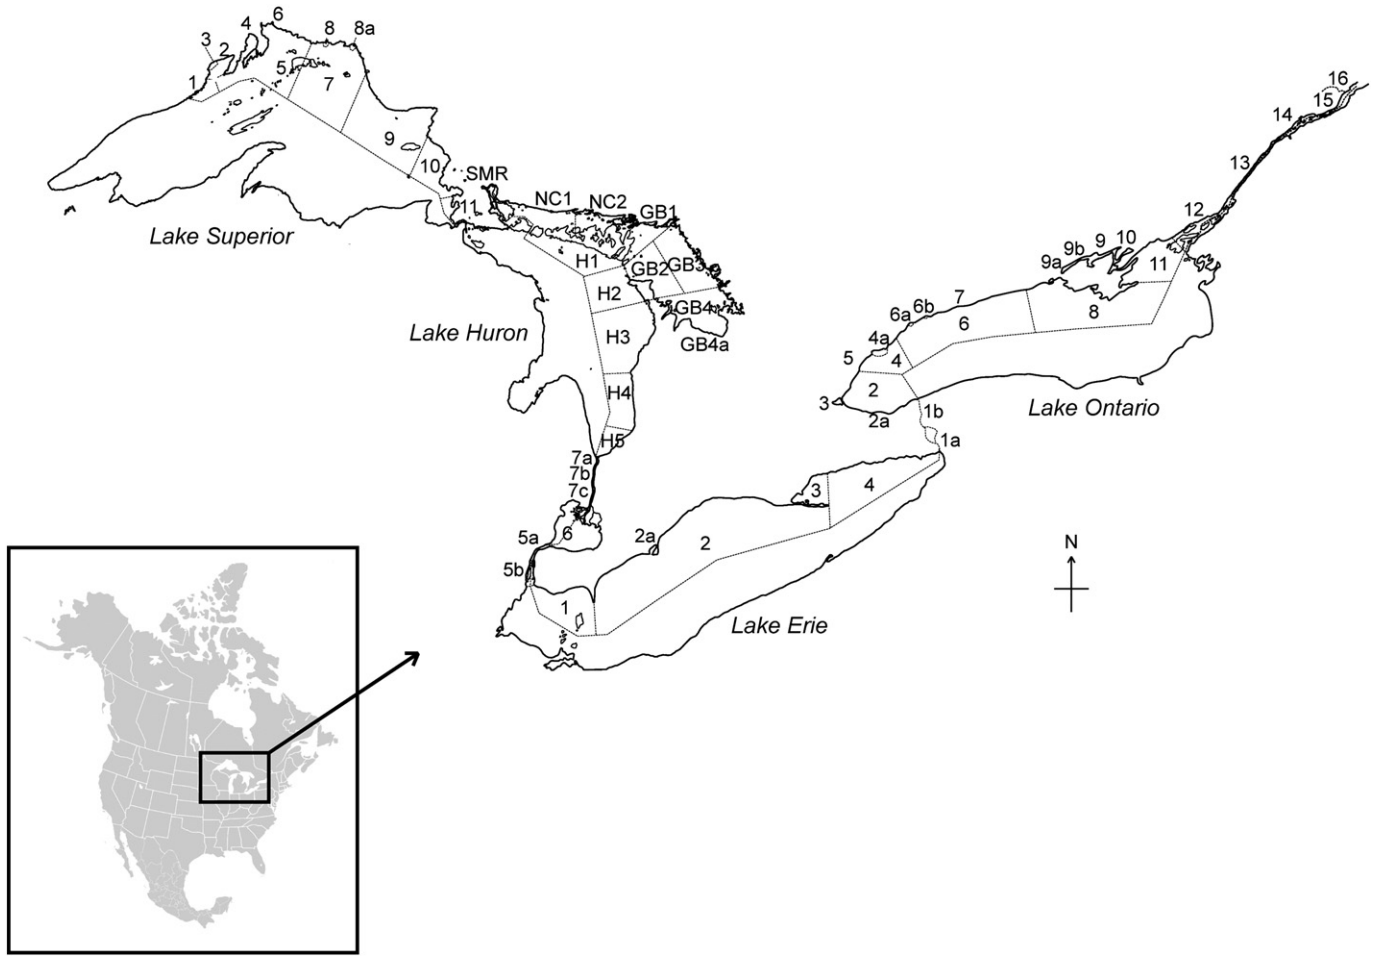 6
4
8
8a
3
2
5
7
1
9
10
SMR
11
NC1
NC2
GB1
Lake Superior
H1
GB2
GB3
H2
GB4
Lake Huron
H3
GB4a
H4
H5
7a
7b
7c
6
5a
5b
1
2a
2
3
4
Lake Erie
16
15
14
13
12
10
9
9b
9a
11
7
6b
6a
6
8
4a
5
4
2
3
2a
1b
1a
Lake Ontario
N